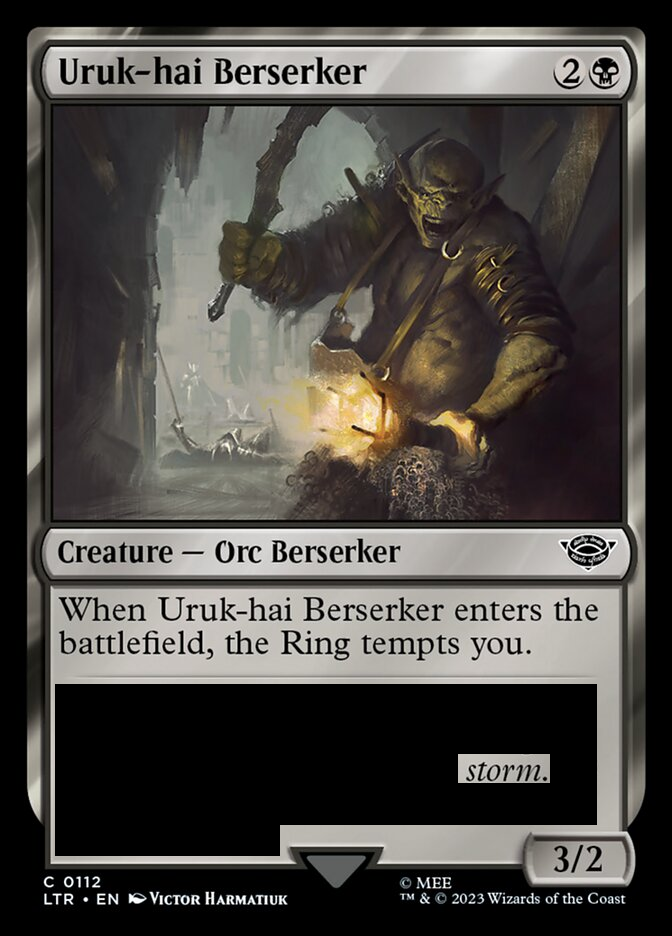 Uruk-hai Berserker 2
Creature — Orc Berserker
When Uruk-hai Berserker enters the
battlefield, the Ring tempts you.
storm.
3/2
C 0112
LTR • EN Victor Harmatiuk
© MEE
™ & © 2023 Wizards of the Coast